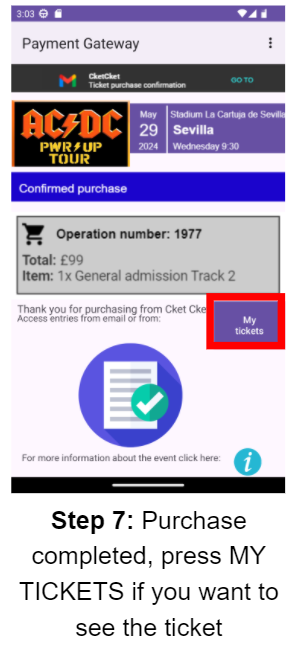 3:03
Payment Gateway
CketCket
Ticket purchase confirmation
GO TO
AC⚡DC
PWR⚡UP
TOUR
May
29
2024
Stadium La Cartuja de Sevilla
Sevilla
Wednesday 9:30
Confirmed purchase
Operation number: 1977
Total: £99
Item: 1x General admission Track 2
Thank you for purchasing from Cket Cke
Access entries from email or from:
My
tickets
For more information about the event click here:
i
Step 7: Purchase
completed, press MY
TICKETS if you want to
see the ticket